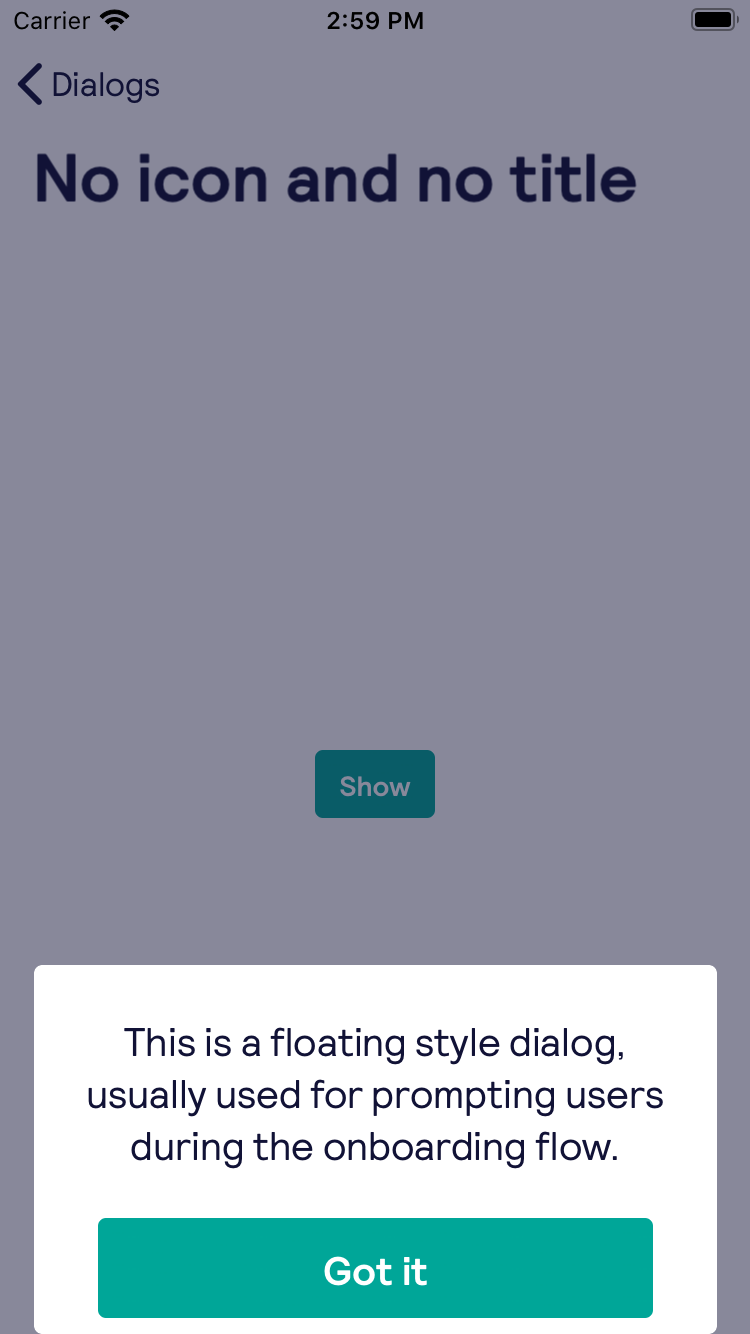 Carrier 2:59 PM
Dialogs
No icon and no title
Show
This is a floating style dialog,
usually used for prompting users
during the onboarding flow.
Got it